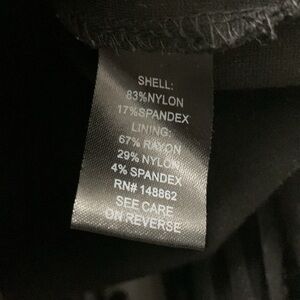 SHELL:
83%NYLON
17%SPANDEX
LINING:
67% RAYON
29% NYLON
4% SPANDEX
RN# 148862
SEE CARE
ON REVERSE